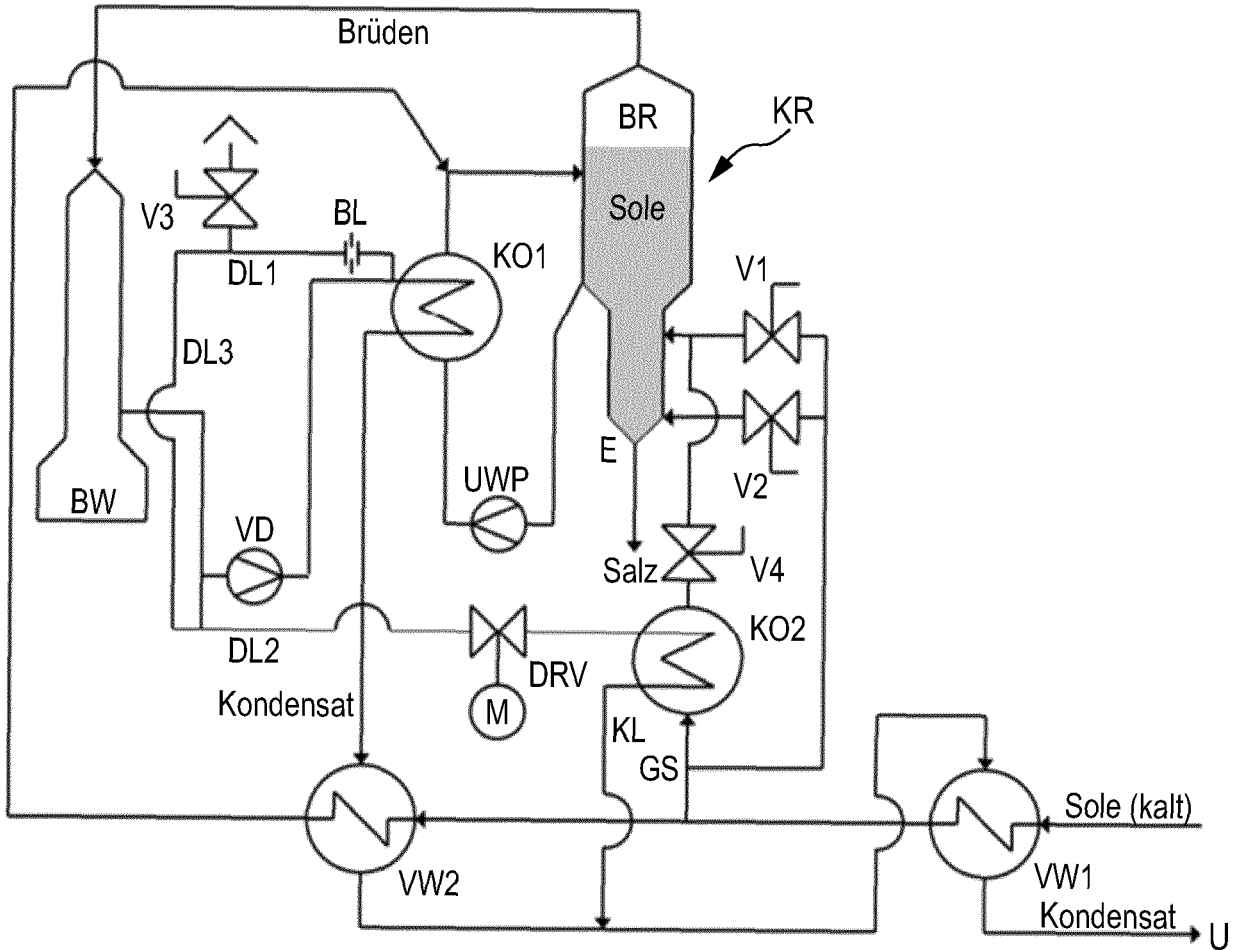 Brüden
BR
KR
Sole
V3
BL
DL1
KO1
V1
DL3
E
V2
UWP
BW
VD
Salz
V4
KO2
DL2
DRV
Kondensat
M
KL
GS
Sole (kalt)
VW2
VW1
Kondensat
U